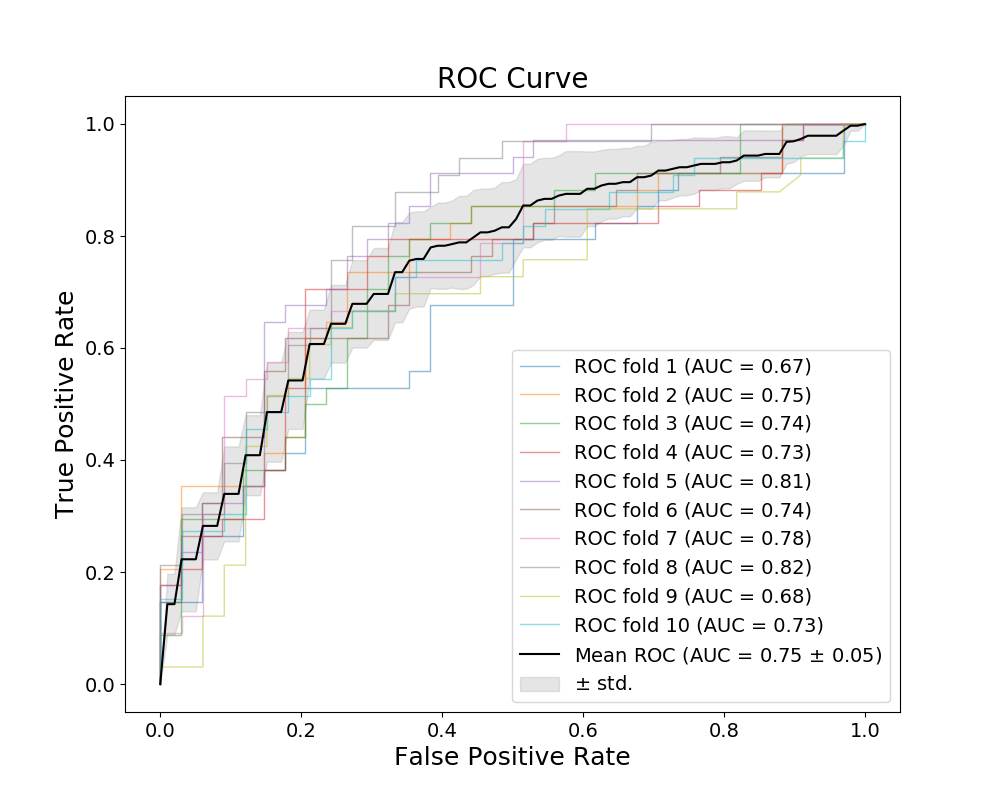 ROC Curve
True Positive Rate
1.0
0.8
0.6
0.4
0.2
0.0
ROC fold 1 (AUC = 0.67)
ROC fold 2 (AUC = 0.75)
ROC fold 3 (AUC = 0.74)
ROC fold 4 (AUC = 0.73)
ROC fold 5 (AUC = 0.81)
ROC fold 6 (AUC = 0.74)
ROC fold 7 (AUC = 0.78)
ROC fold 8 (AUC = 0.82)
ROC fold 9 (AUC = 0.68)
ROC fold 10 (AUC = 0.73)
Mean ROC (AUC = 0.75 ± 0.05)
± std.
0.0 0.2 0.4 0.6 0.8 1.0
False Positive Rate